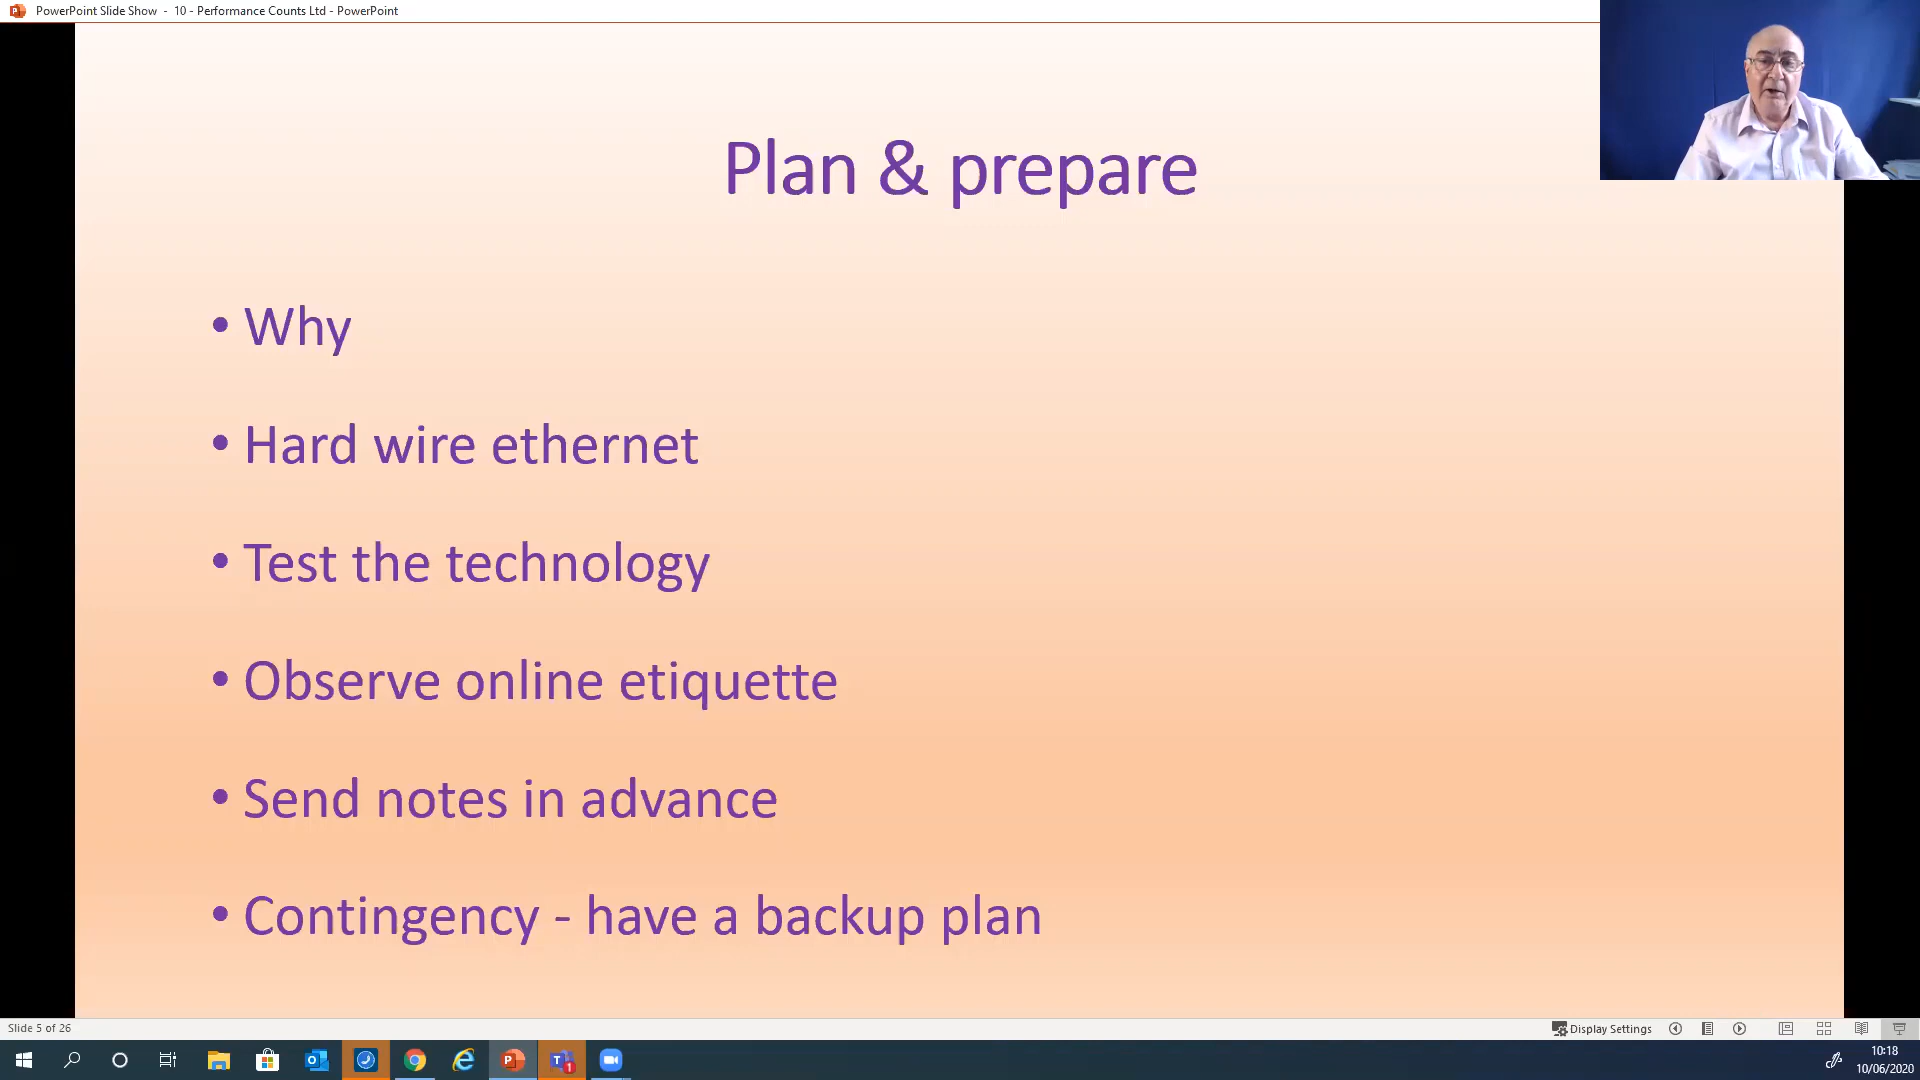 PowerPoint Slide Show - 10 - Performance Counts Ltd - PowerPoint
Plan & prepare
• Why
• Hard wire ethernet
• Test the technology
• Observe online etiquette
• Send notes in advance
• Contingency - have a backup plan
Slide 5 of 26
Display Settings
10:18
10/06/2020